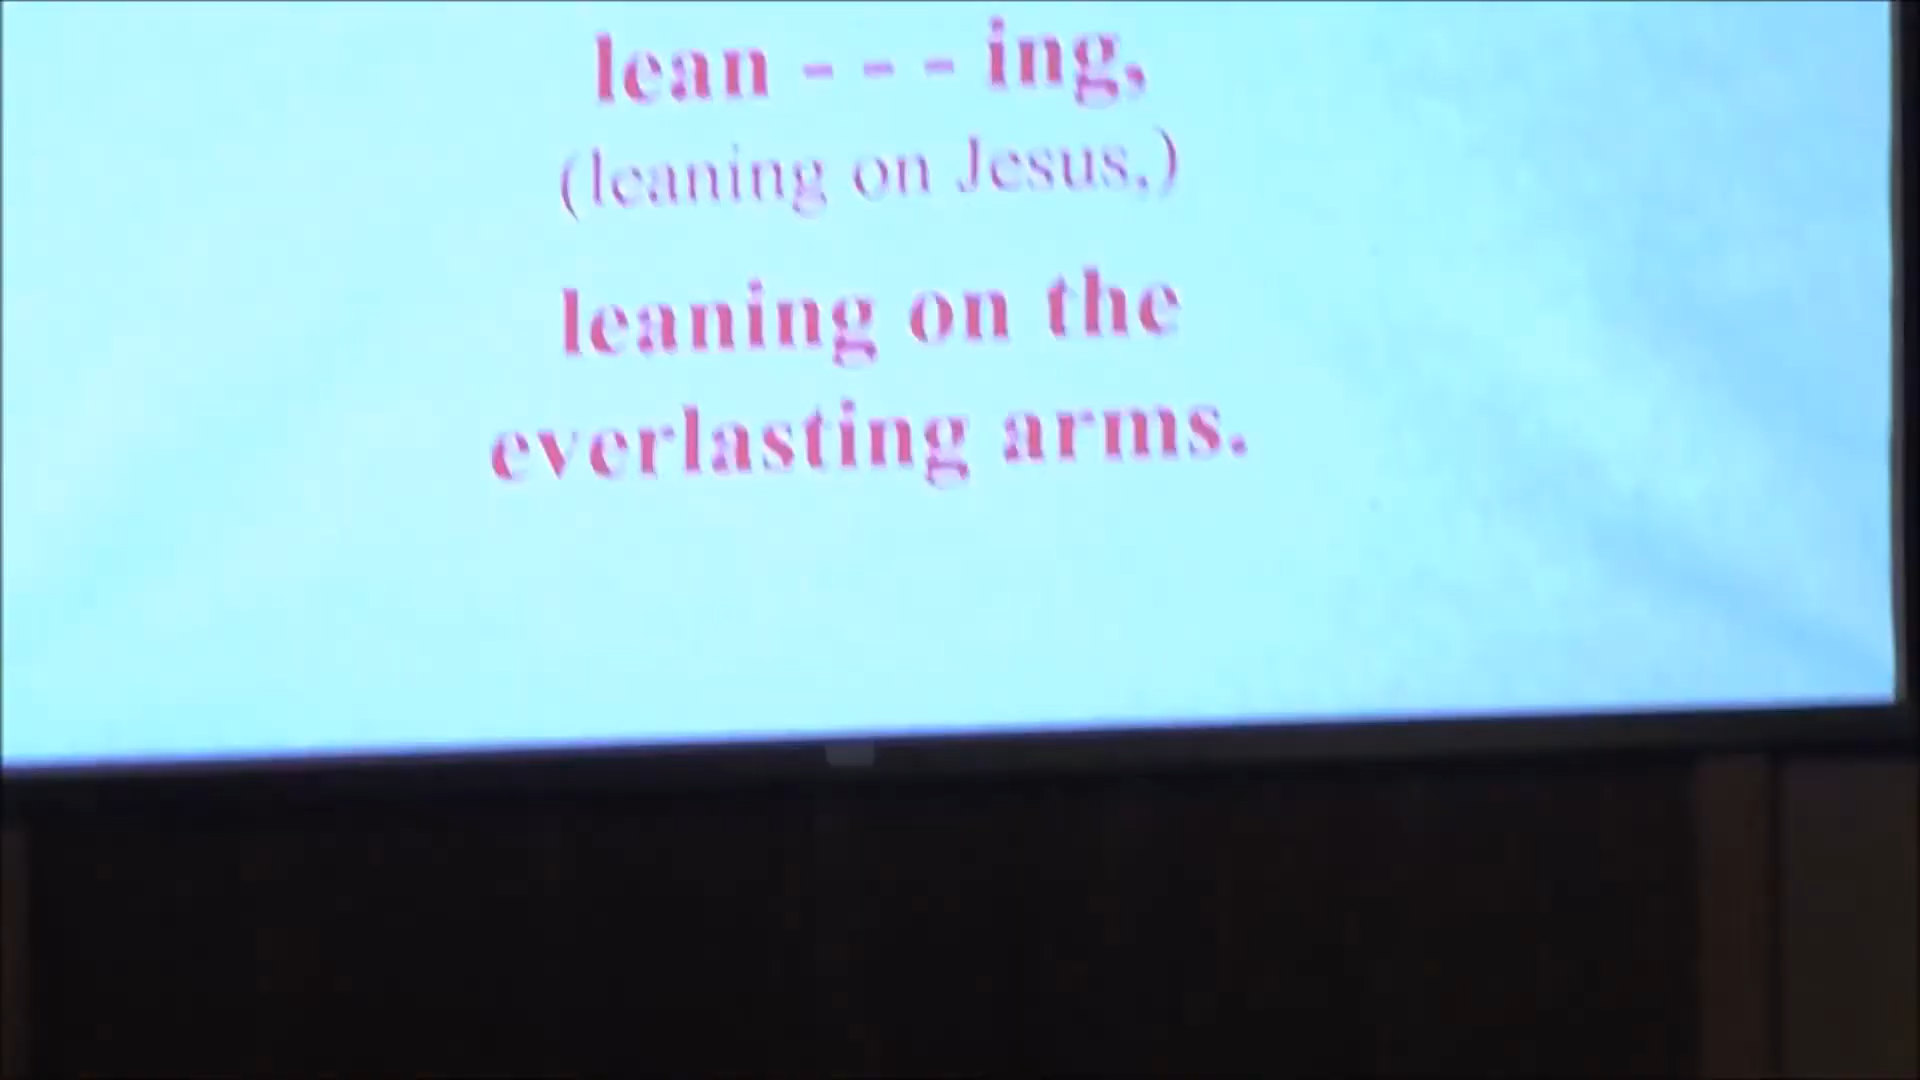 lean - - - ing,
(leaning on Jesus,)
leaning on the
everlasting arms.